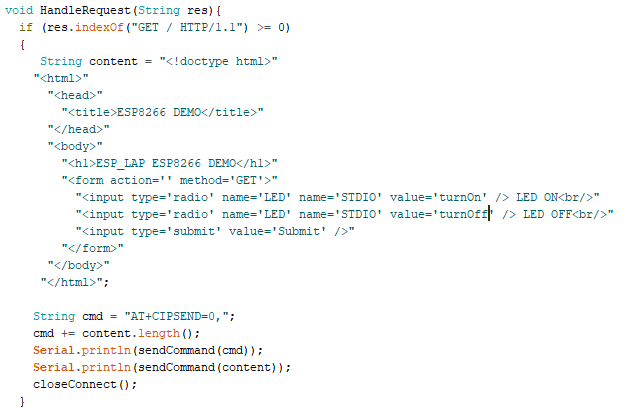 void HandleRequest(String res){
  if (res.indexOf("GET / HTTP/1.1") >= 0)
  {
     String content = "<!doctype html>"
    "<html>"
      "<head>"
        "<title>ESP8266 DEMO</title>"
      "</head>"
      "<body>"
        "<h1>ESP_LAP ESP8266 DEMO</h1>"
        "<form action='' method='GET'>"
          "<input type='radio' name='LED' name='STDIO' value='turnOn' /> LED ON<br/>"
          "<input type='radio' name='LED' name='STDIO' value='turnOff' /> LED OFF<br/>"
          "<input type='submit' value='Submit' />"
        "</form>"
      "</body>"
     "</html>";
    String cmd = "AT+CIPSEND=0,";
    cmd += content.length();
    Serial.println(sendCommand(cmd));
    Serial.println(sendCommand(content));
    closeConnect();
  }